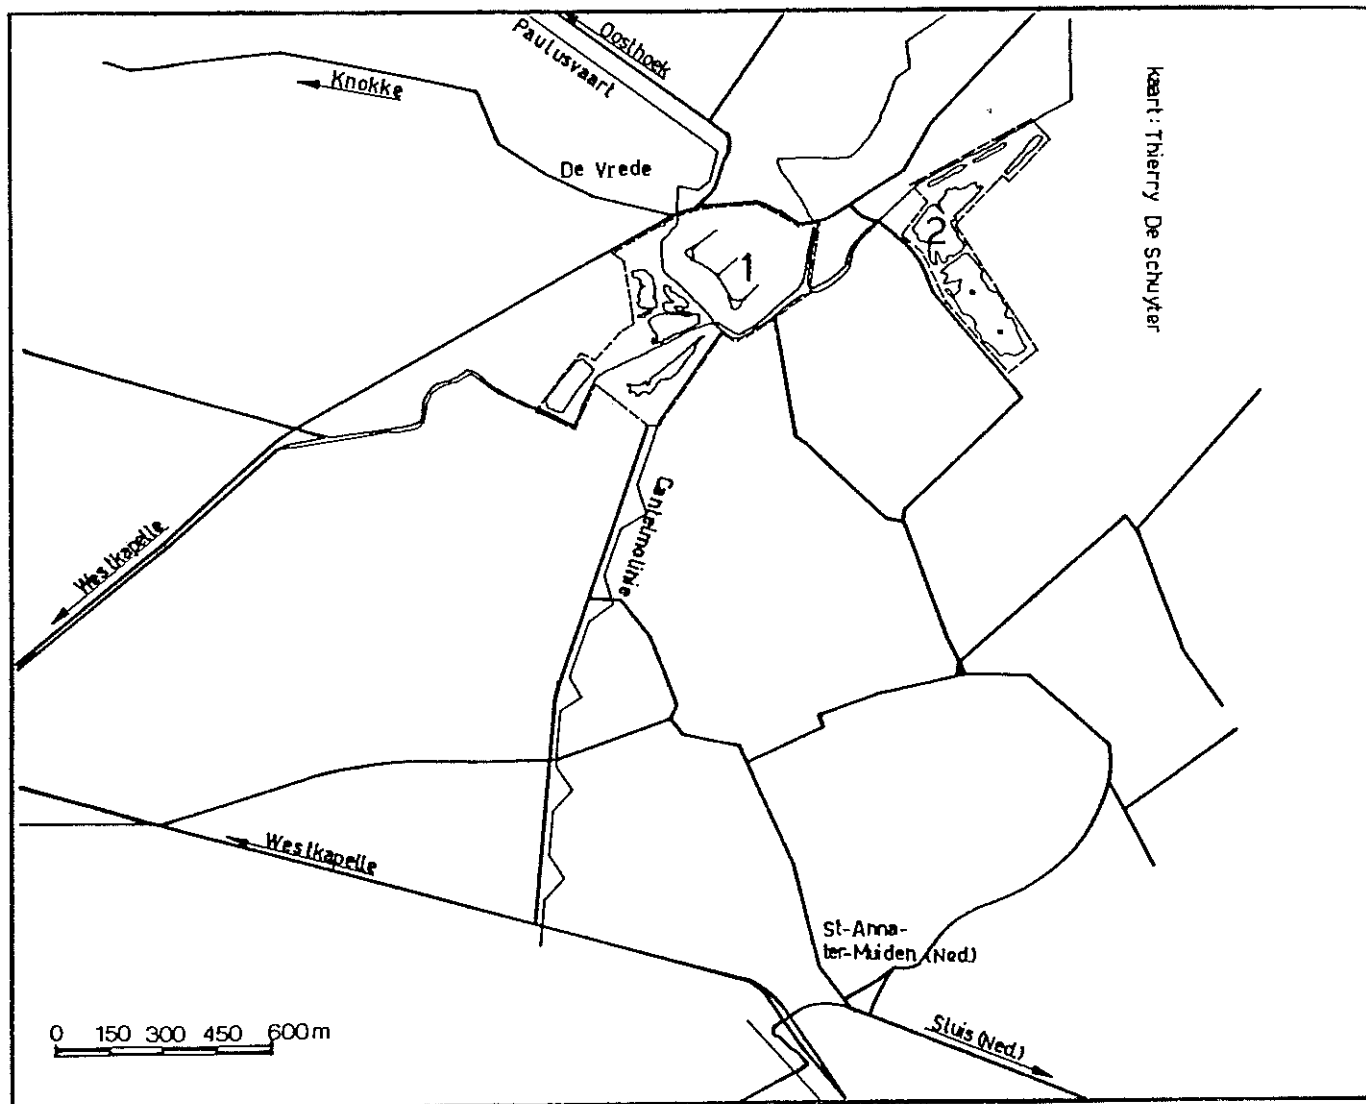 Oosthoek
Paulusvaart
Knokke
De Vrede
kaart: Thierry De Schuyter
1
2
Westkapelle
Cantelmolinie
Westkapelle
St-Anna-
ter-Muiden (Ned.)
Sluis (Ned.)
0 150 300 450 600m